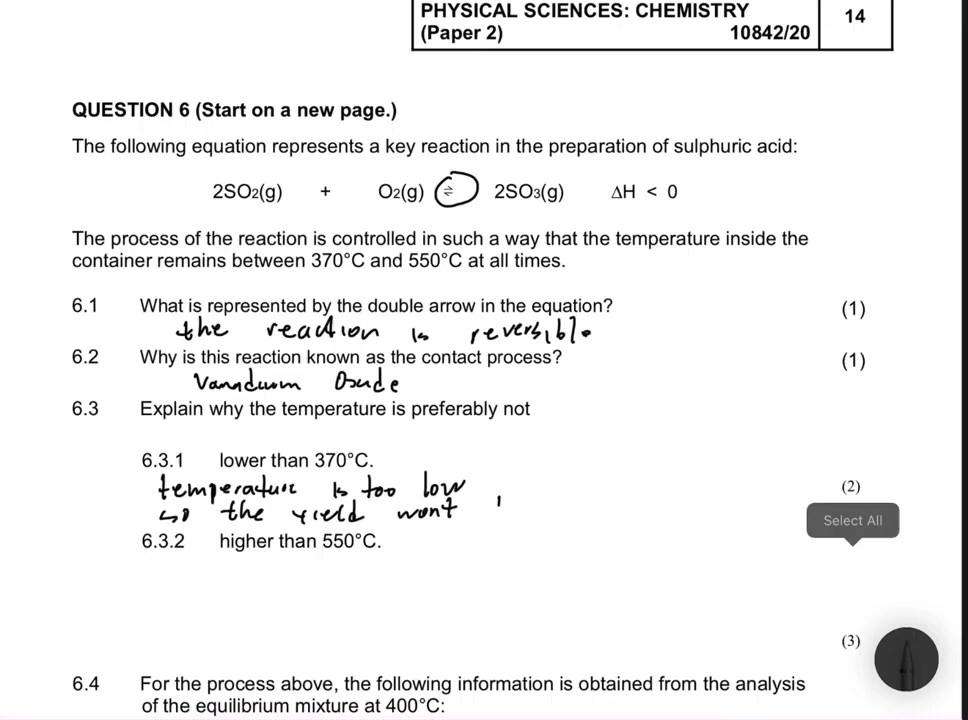 PHYSICAL SCIENCES: CHEMISTRY
(Paper 2) 10842/20 14
QUESTION 6 (Start on a new page.)
The following equation represents a key reaction in the preparation of sulphuric acid:
2SO2(g) + O2(g) ⇌ 2SO3(g) ΔH < 0
The process of the reaction is controlled in such a way that the temperature inside the
container remains between 370°C and 550°C at all times.
6.1 What is represented by the double arrow in the equation? (1)
the reaction is reversible
6.2 Why is this reaction known as the contact process? (1)
6.3 Explain why the temperature is preferably not
6.3.1 lower than 370°C.
temperature is too low (2)
so the yield wont
Select All
6.3.2 higher than 550°C.
(3)
6.4 For the process above, the following information is obtained from the analysis
of the equilibrium mixture at 400°C: